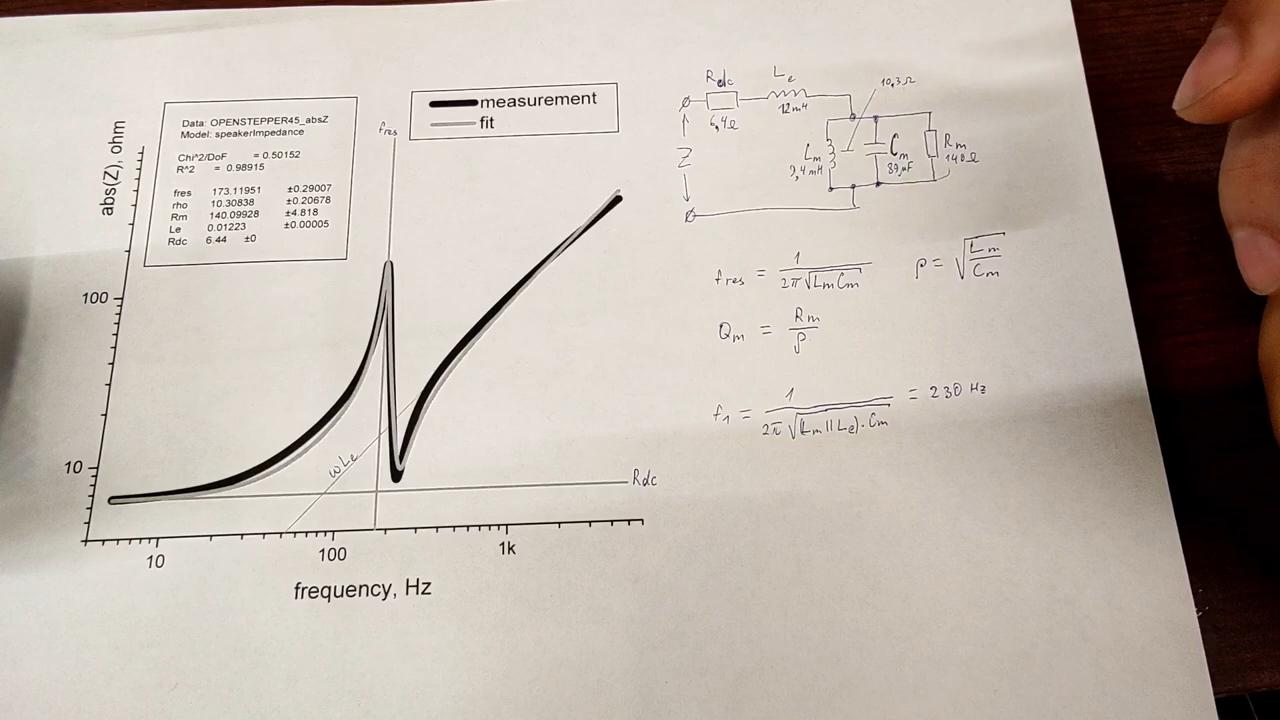 measurement
fit
Data: OPENSTEPPER45_absZ
Model: speakerImpedance
Chi^2/DoF = 0.50152
R^2 = 0.98915
fres 173.11951 ±0.29007
rho 10.30838 ±0.20678
Rm 140.09928 ±4.818
Le 0.01223 ±0.00005
Rdc 6.44 ±0
fres
abs(Z), ohm
100
10
ωLe
Rdc
10 100 1k
frequency, Hz
Rdc Le 10,3Ω
6,4Ω 12mH
Z
Lm Cm Rm
9,4mH 89µF 140Ω
fres = 1 / 2π√LmCm ρ = √Lm/Cm
Qm = Rm / ρ
f1 = 1 / 2π√(Lm||Le)·Cm = 230 Hz